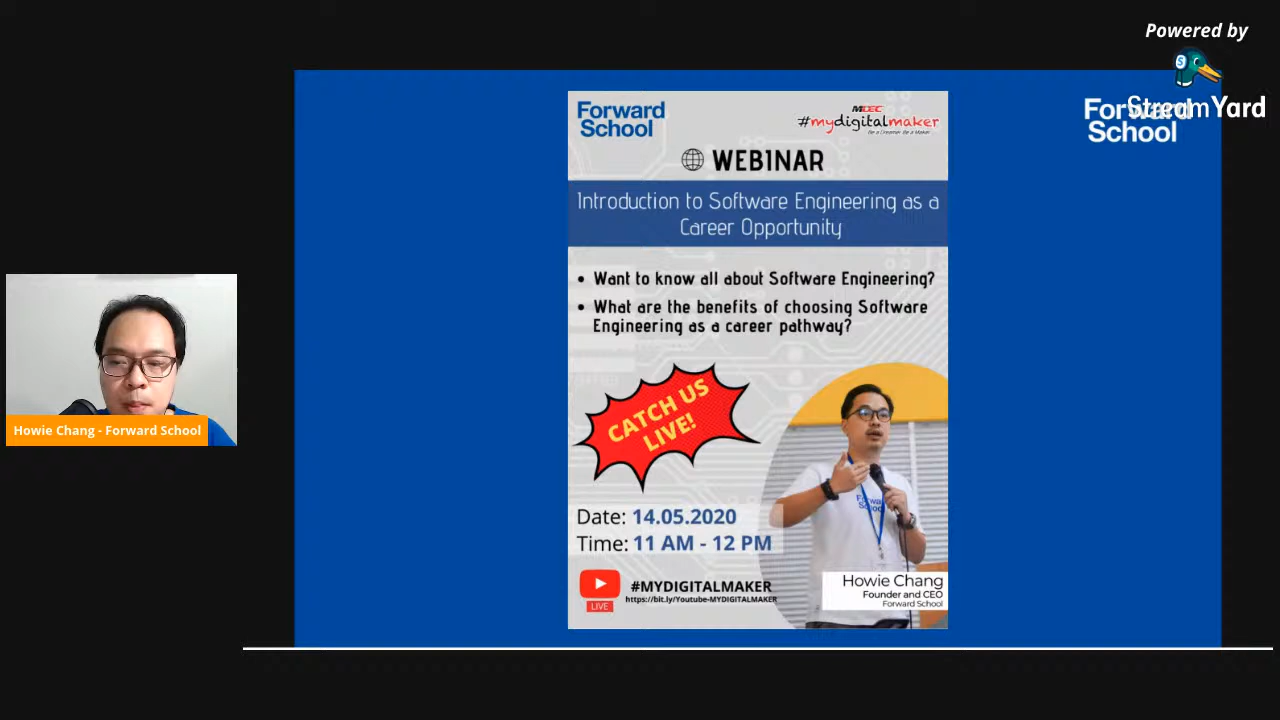 Powered by
StreamYard
Forward
School
Forward
School
MDEC
#mydigitalmaker
Be a Dreamer. Be a Maker.
WEBINAR
Introduction to Software Engineering as a
Career Opportunity
• Want to know all about Software Engineering?
• What are the benefits of choosing Software
Engineering as a career pathway?
CATCH US
LIVE!
Forward
School
Date: 14.05.2020
Time: 11 AM - 12 PM
LIVE
#MYDIGITALMAKER
https://bit.ly/Youtube-MYDIGITALMAKER
Howie Chang
Founder and CEO
Forward School
Howie Chang - Forward School